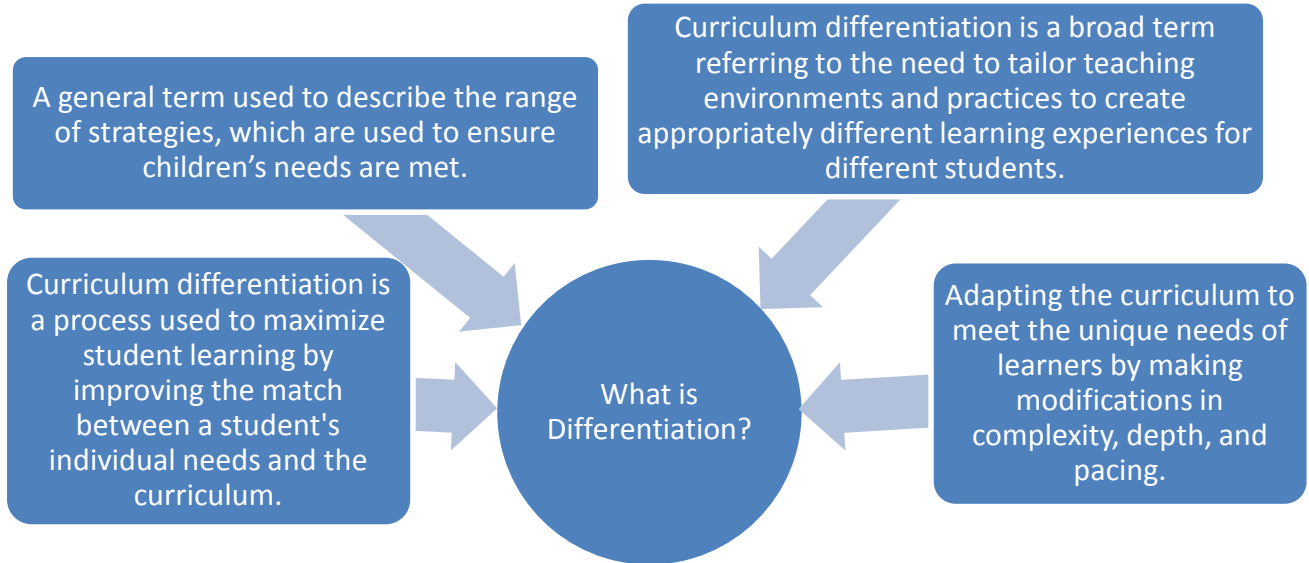 A general term used to describe the range
of strategies, which are used to ensure
children’s needs are met.
Curriculum differentiation is a broad term
referring to the need to tailor teaching
environments and practices to create
appropriately different learning experiences for
different students.
Curriculum differentiation is
a process used to maximize
student learning by
improving the match
between a student's
individual needs and the
curriculum.
What is
Differentiation?
Adapting the curriculum to
meet the unique needs of
learners by making
modifications in
complexity, depth, and
pacing.